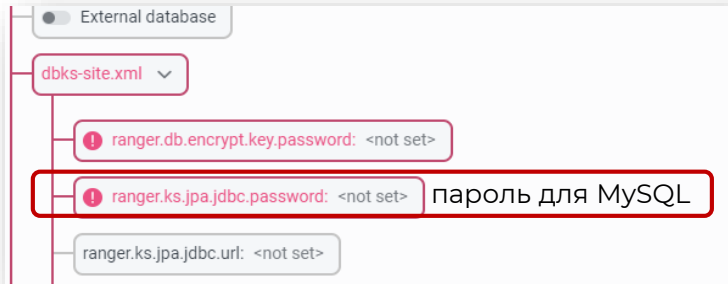 External database
dbks-site.xml
ranger.db.encrypt.key.password: <not set>
ranger.ks.jpa.jdbc.password: <not set> пароль для MySQL
ranger.ks.jpa.jdbc.url: <not set>